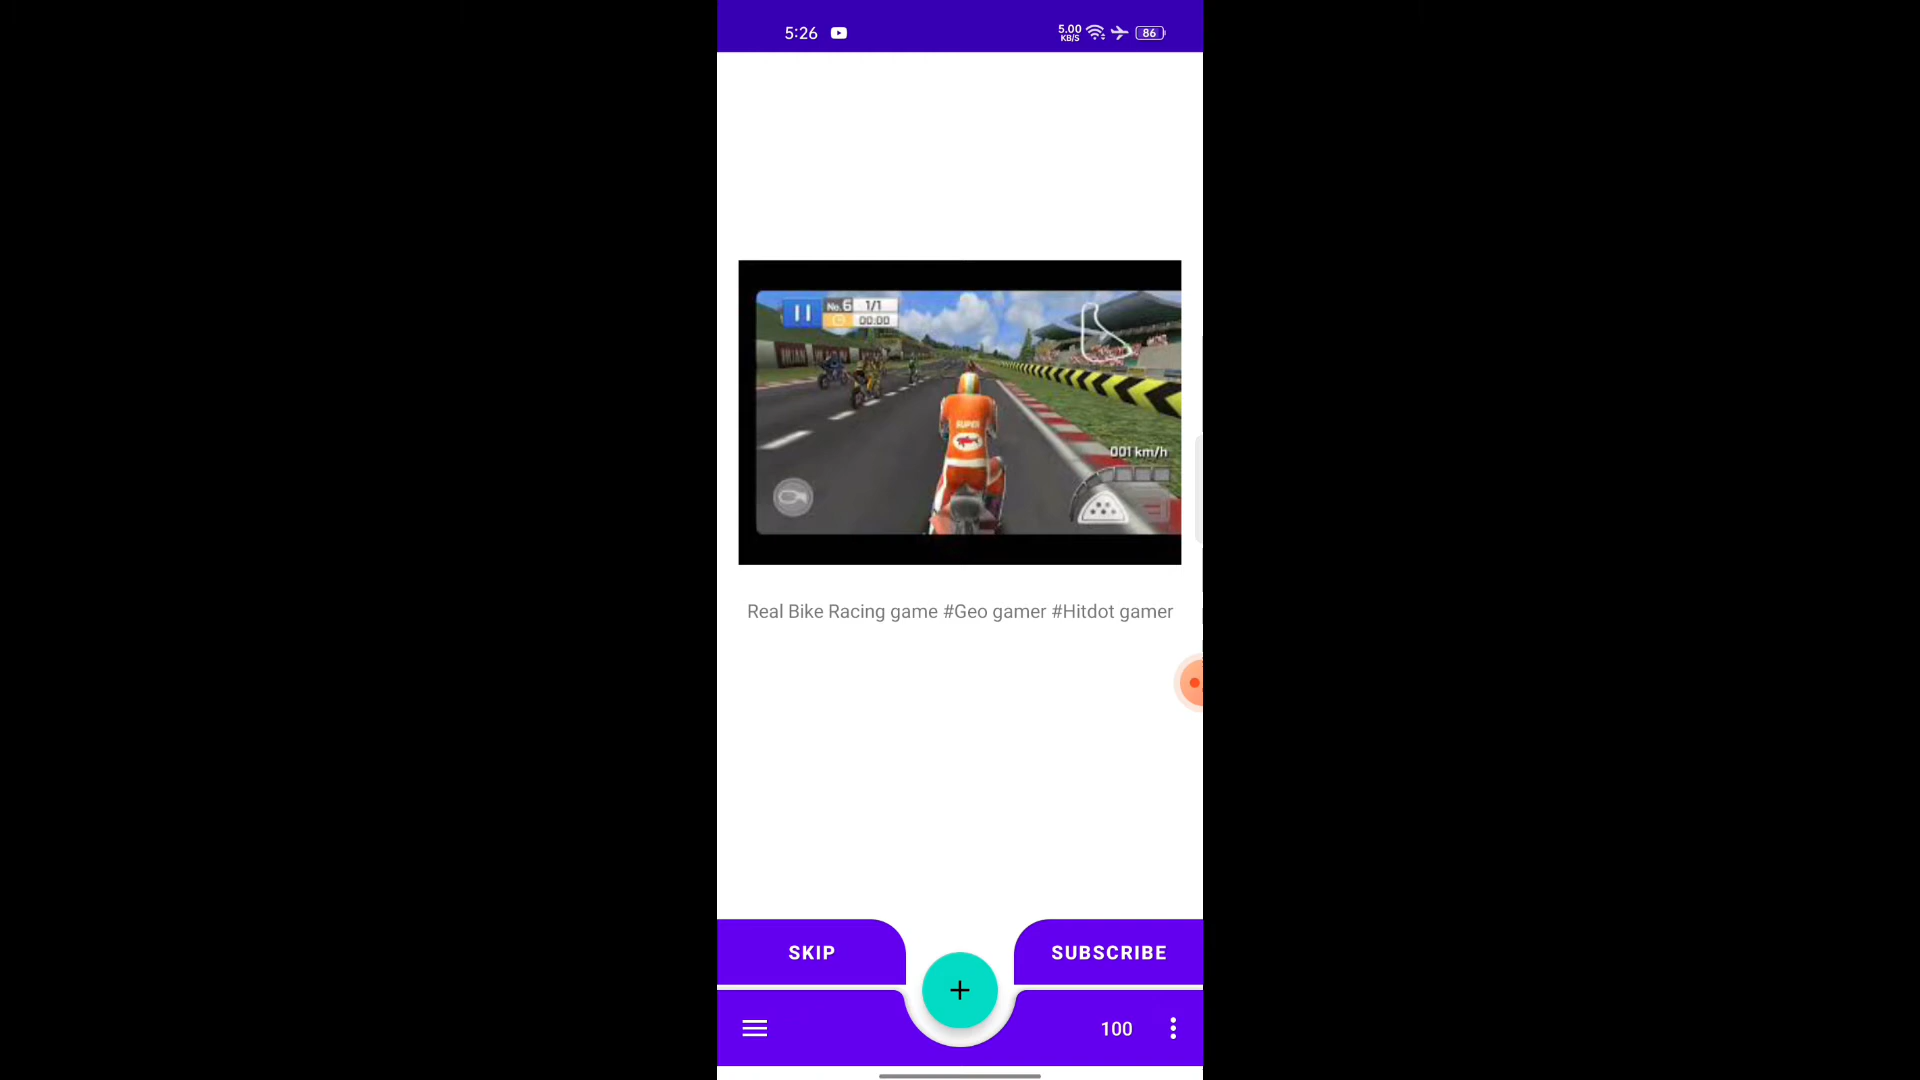 5:26
5.00
KB/S
86
No.6 1/1
00:00
SUPER
001 km/h
Real Bike Racing game #Geo gamer #Hitdot gamer
SKIP
SUBSCRIBE
100